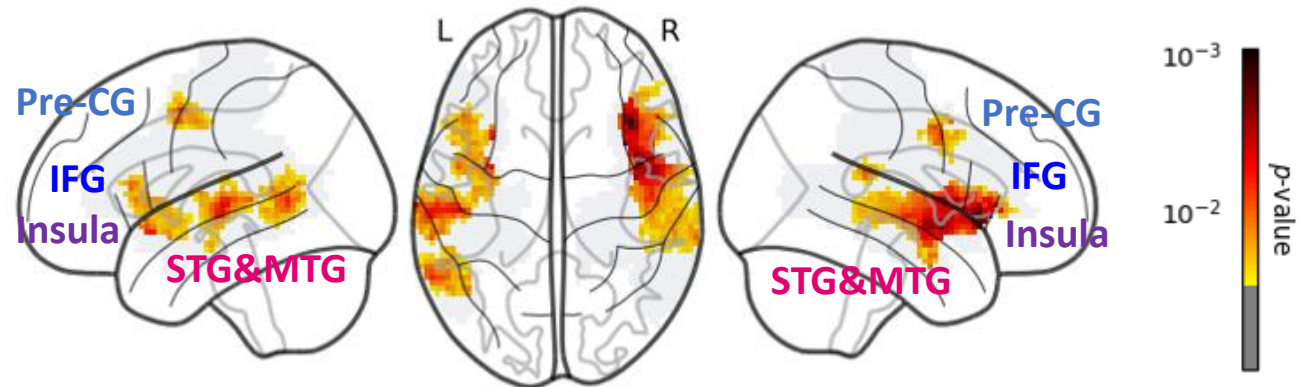 L
R
Pre-CG
IFG
Insula
STG&MTG
Pre-CG
IFG
Insula
STG&MTG
10⁻³
10⁻²
p-value